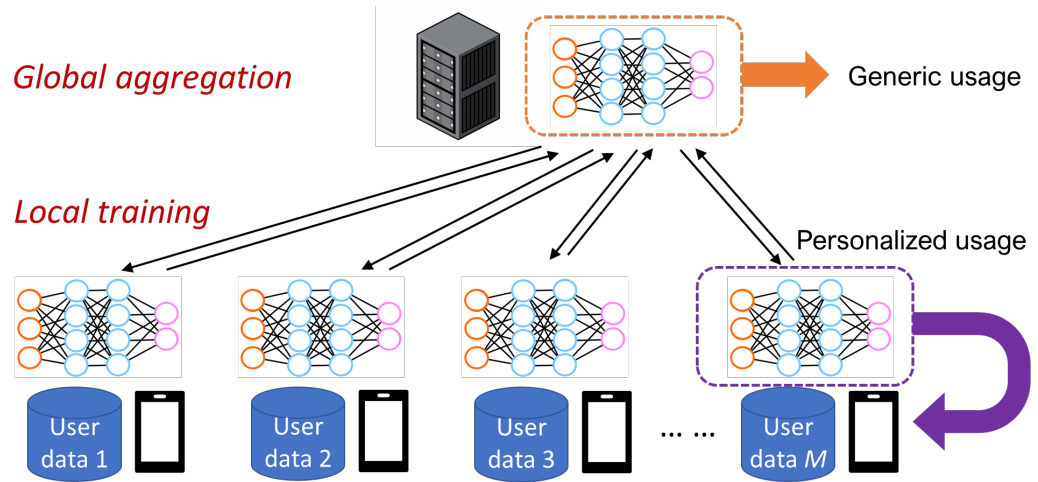 Global aggregation
Generic usage
Local training
Personalized usage
User
data 1
User
data 2
User
data 3
... ...
User
data M